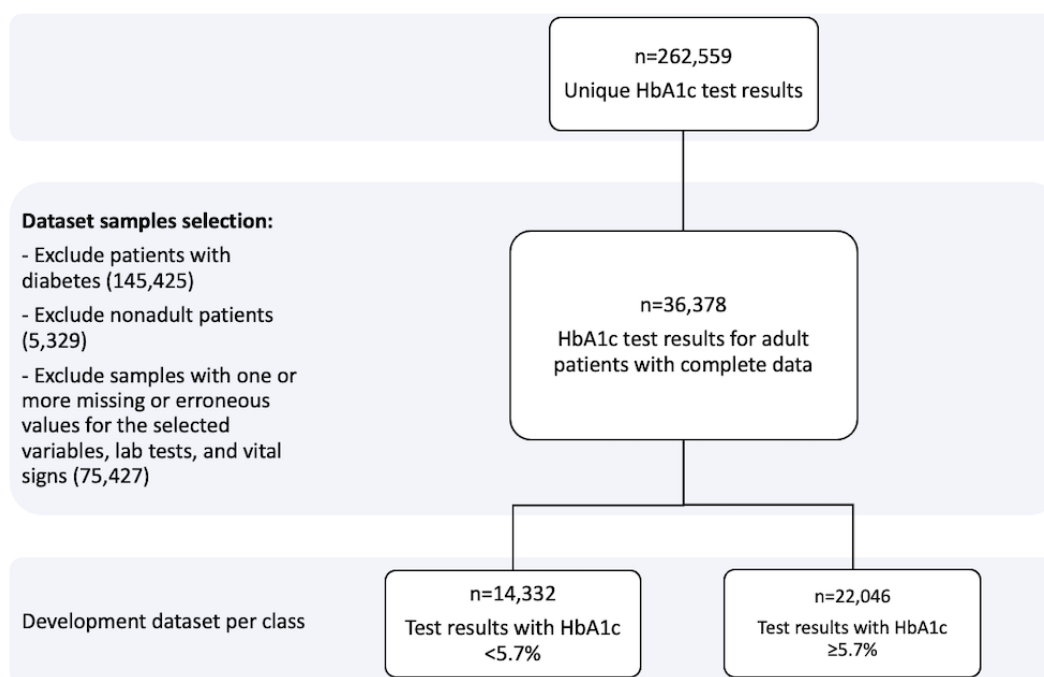 n=262,559
Unique HbA1c test results
Dataset samples selection:
- Exclude patients with
diabetes (145,425)
- Exclude nonadult patients
(5,329)
- Exclude samples with one or
more missing or erroneous
values for the selected
variables, lab tests, and vital
signs (75,427)
n=36,378
HbA1c test results for adult
patients with complete data
Development dataset per class
n=14,332
Test results with HbA1c
<5.7%
n=22,046
Test results with HbA1c
≥5.7%